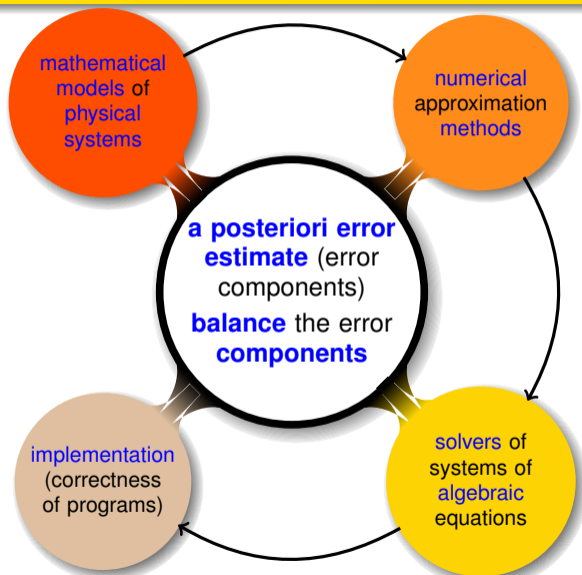 mathematical
models of
physical
systems
numerical
approximation
methods
a posteriori error
estimate (error
components)
balance the error
components
implementation
(correctness
of programs)
solvers of
systems of
algebraic
equations